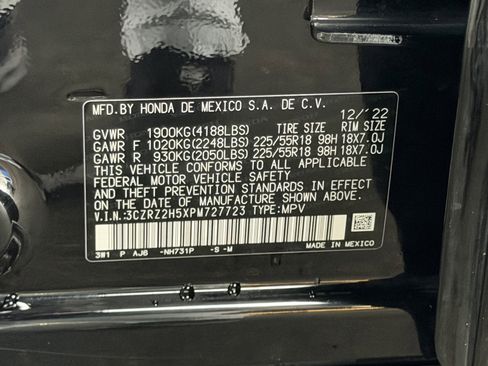 MFD.BY HONDA DE MEXICO S.A. DE C.V.
12/'22
GVWR 1900KG(4188LBS) TIRE SIZE RIM SIZE
GAWR F 1020KG(2248LBS) 225/55R18 98H 18X7.0J
GAWR R 930KG(2050LBS) 225/55R18 98H 18X7.0J
THIS VEHICLE CONFORMS TO ALL APPLICABLE
FEDERAL MOTOR VEHICLE SAFETY
AND THEFT PREVENTION STANDARDS IN EFFECT
ON THE DATE OF MANUFACTURE SHOWN ABOVE.
V.I.N.:3CZRZ2H5XPM727723 TYPE:MPV
3W1 P AJ6 -NH731P -S -M
MADE IN MEXICO